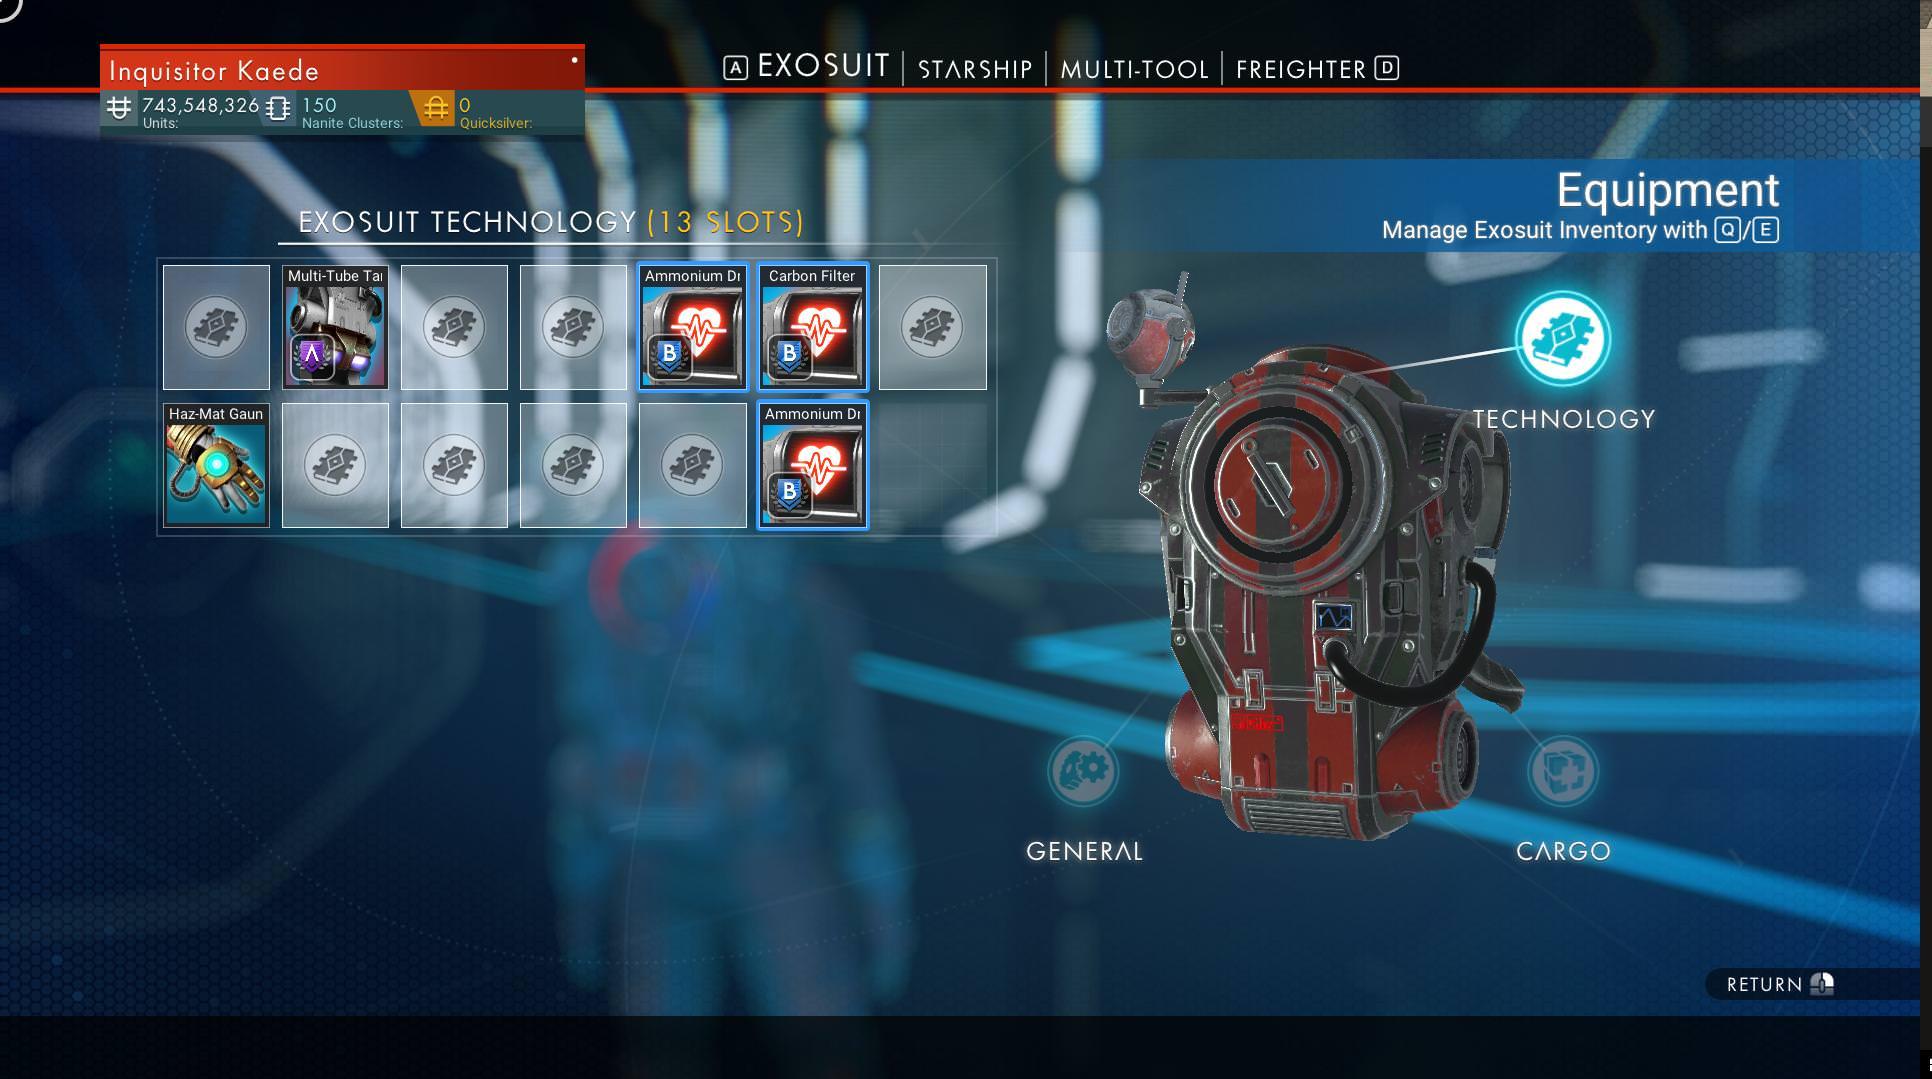 Inquisitor Kaede
743,548,326
Units:
150
Nanite Clusters:
0
Quicksilver:
A EXOSUIT STARSHIP MULTI-TOOL FREIGHTER D
Equipment
Manage Exosuit Inventory with Q/E
EXOSUIT TECHNOLOGY (13 SLOTS)
Multi-Tube Tai
A
Ammonium Dr
B
Carbon Filter
B
Haz-Mat Gaun
Ammonium Dr
B
TECHNOLOGY
GENERAL
CARGO
RETURN